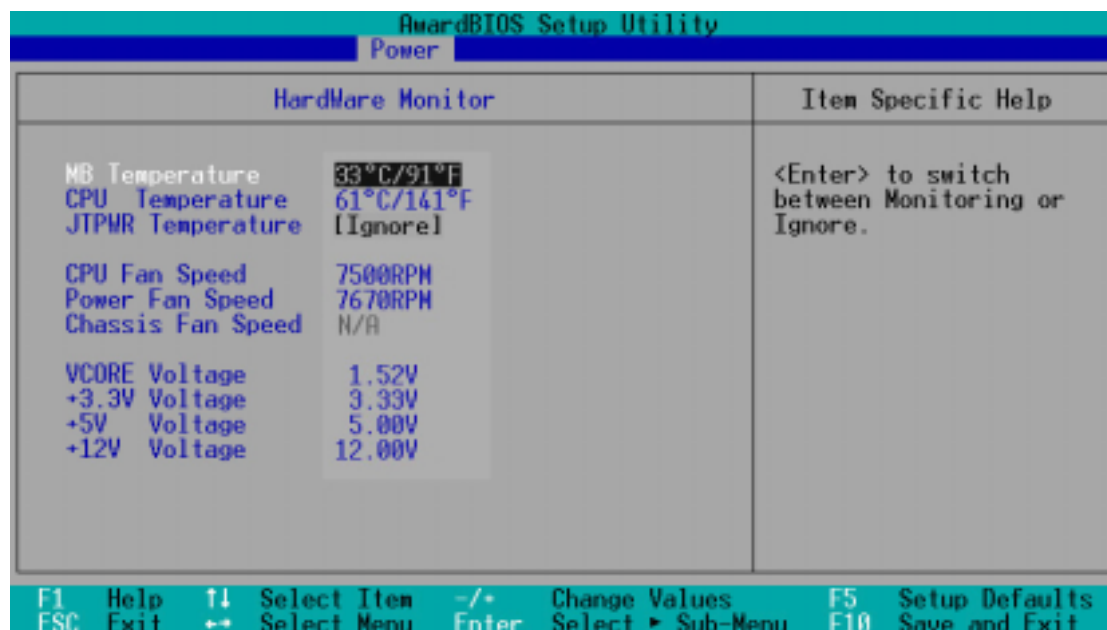 AwardBIOS Setup Utility
Power
HardWare Monitor
Item Specific Help
MB Temperature 33°C/91°F
CPU Temperature 61°C/141°F
JTPWR Temperature [Ignore]
CPU Fan Speed 7500RPM
Power Fan Speed 7670RPM
Chassis Fan Speed N/A
VCORE Voltage 1.52V
+3.3V Voltage 3.33V
+5V Voltage 5.00V
+12V Voltage 12.00V
<Enter> to switch
between Monitoring or
Ignore.
F1 Help ↑↓ Select Item -/+ Change Values F5 Setup Defaults
ESC Exit ←→ Select Menu Enter Select ► Sub-Menu F10 Save and Exit